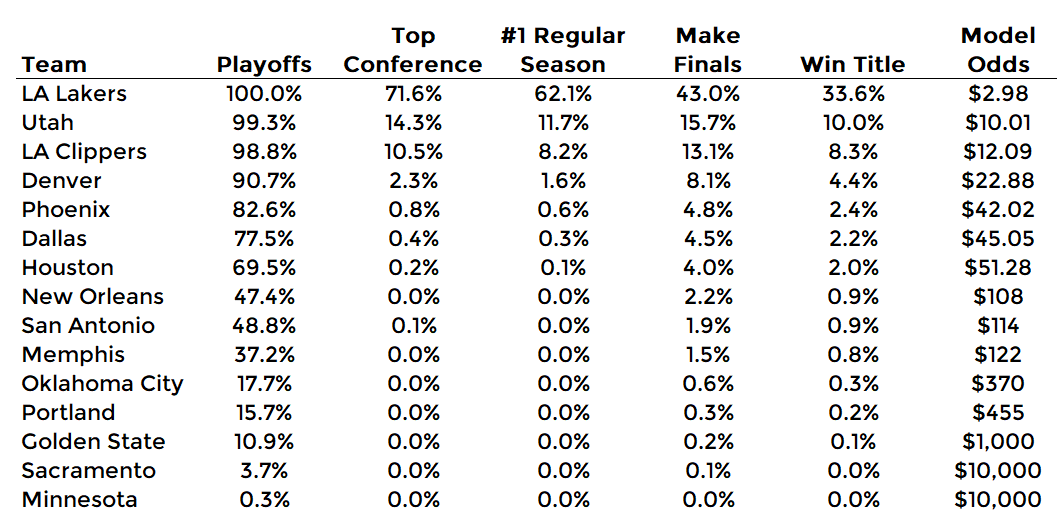 Top #1 Regular Make Model
Team Playoffs Conference Season Finals Win Title Odds
LA Lakers 100.0% 71.6% 62.1% 43.0% 33.6% $2.98
Utah 99.3% 14.3% 11.7% 15.7% 10.0% $10.01
LA Clippers 98.8% 10.5% 8.2% 13.1% 8.3% $12.09
Denver 90.7% 2.3% 1.6% 8.1% 4.4% $22.88
Phoenix 82.6% 0.8% 0.6% 4.8% 2.4% $42.02
Dallas 77.5% 0.4% 0.3% 4.5% 2.2% $45.05
Houston 69.5% 0.2% 0.1% 4.0% 2.0% $51.28
New Orleans 47.4% 0.0% 0.0% 2.2% 0.9% $108
San Antonio 48.8% 0.1% 0.0% 1.9% 0.9% $114
Memphis 37.2% 0.0% 0.0% 1.5% 0.8% $122
Oklahoma City 17.7% 0.0% 0.0% 0.6% 0.3% $370
Portland 15.7% 0.0% 0.0% 0.3% 0.2% $455
Golden State 10.9% 0.0% 0.0% 0.2% 0.1% $1,000
Sacramento 3.7% 0.0% 0.0% 0.1% 0.0% $10,000
Minnesota 0.3% 0.0% 0.0% 0.0% 0.0% $10,000